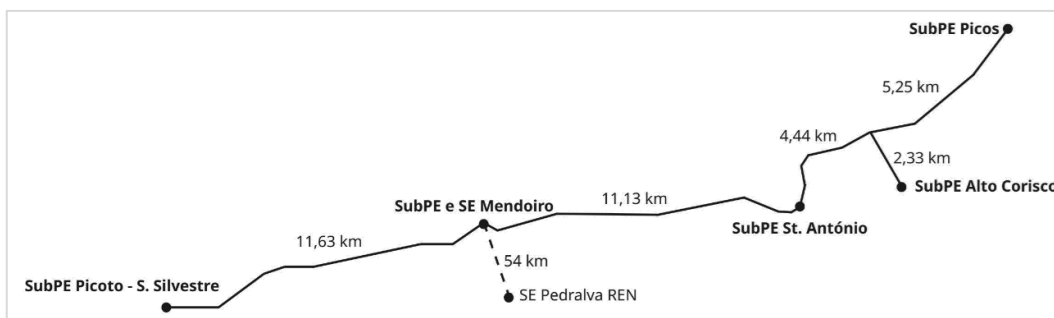 SubPE Picos
5,25 km
4,44 km
2,33 km
SubPE Alto Corisco
11,13 km
SubPE e SE Mendoiro
SubPE St. António
11,63 km
54 km
SubPE Picoto - S. Silvestre
SE Pedralva REN